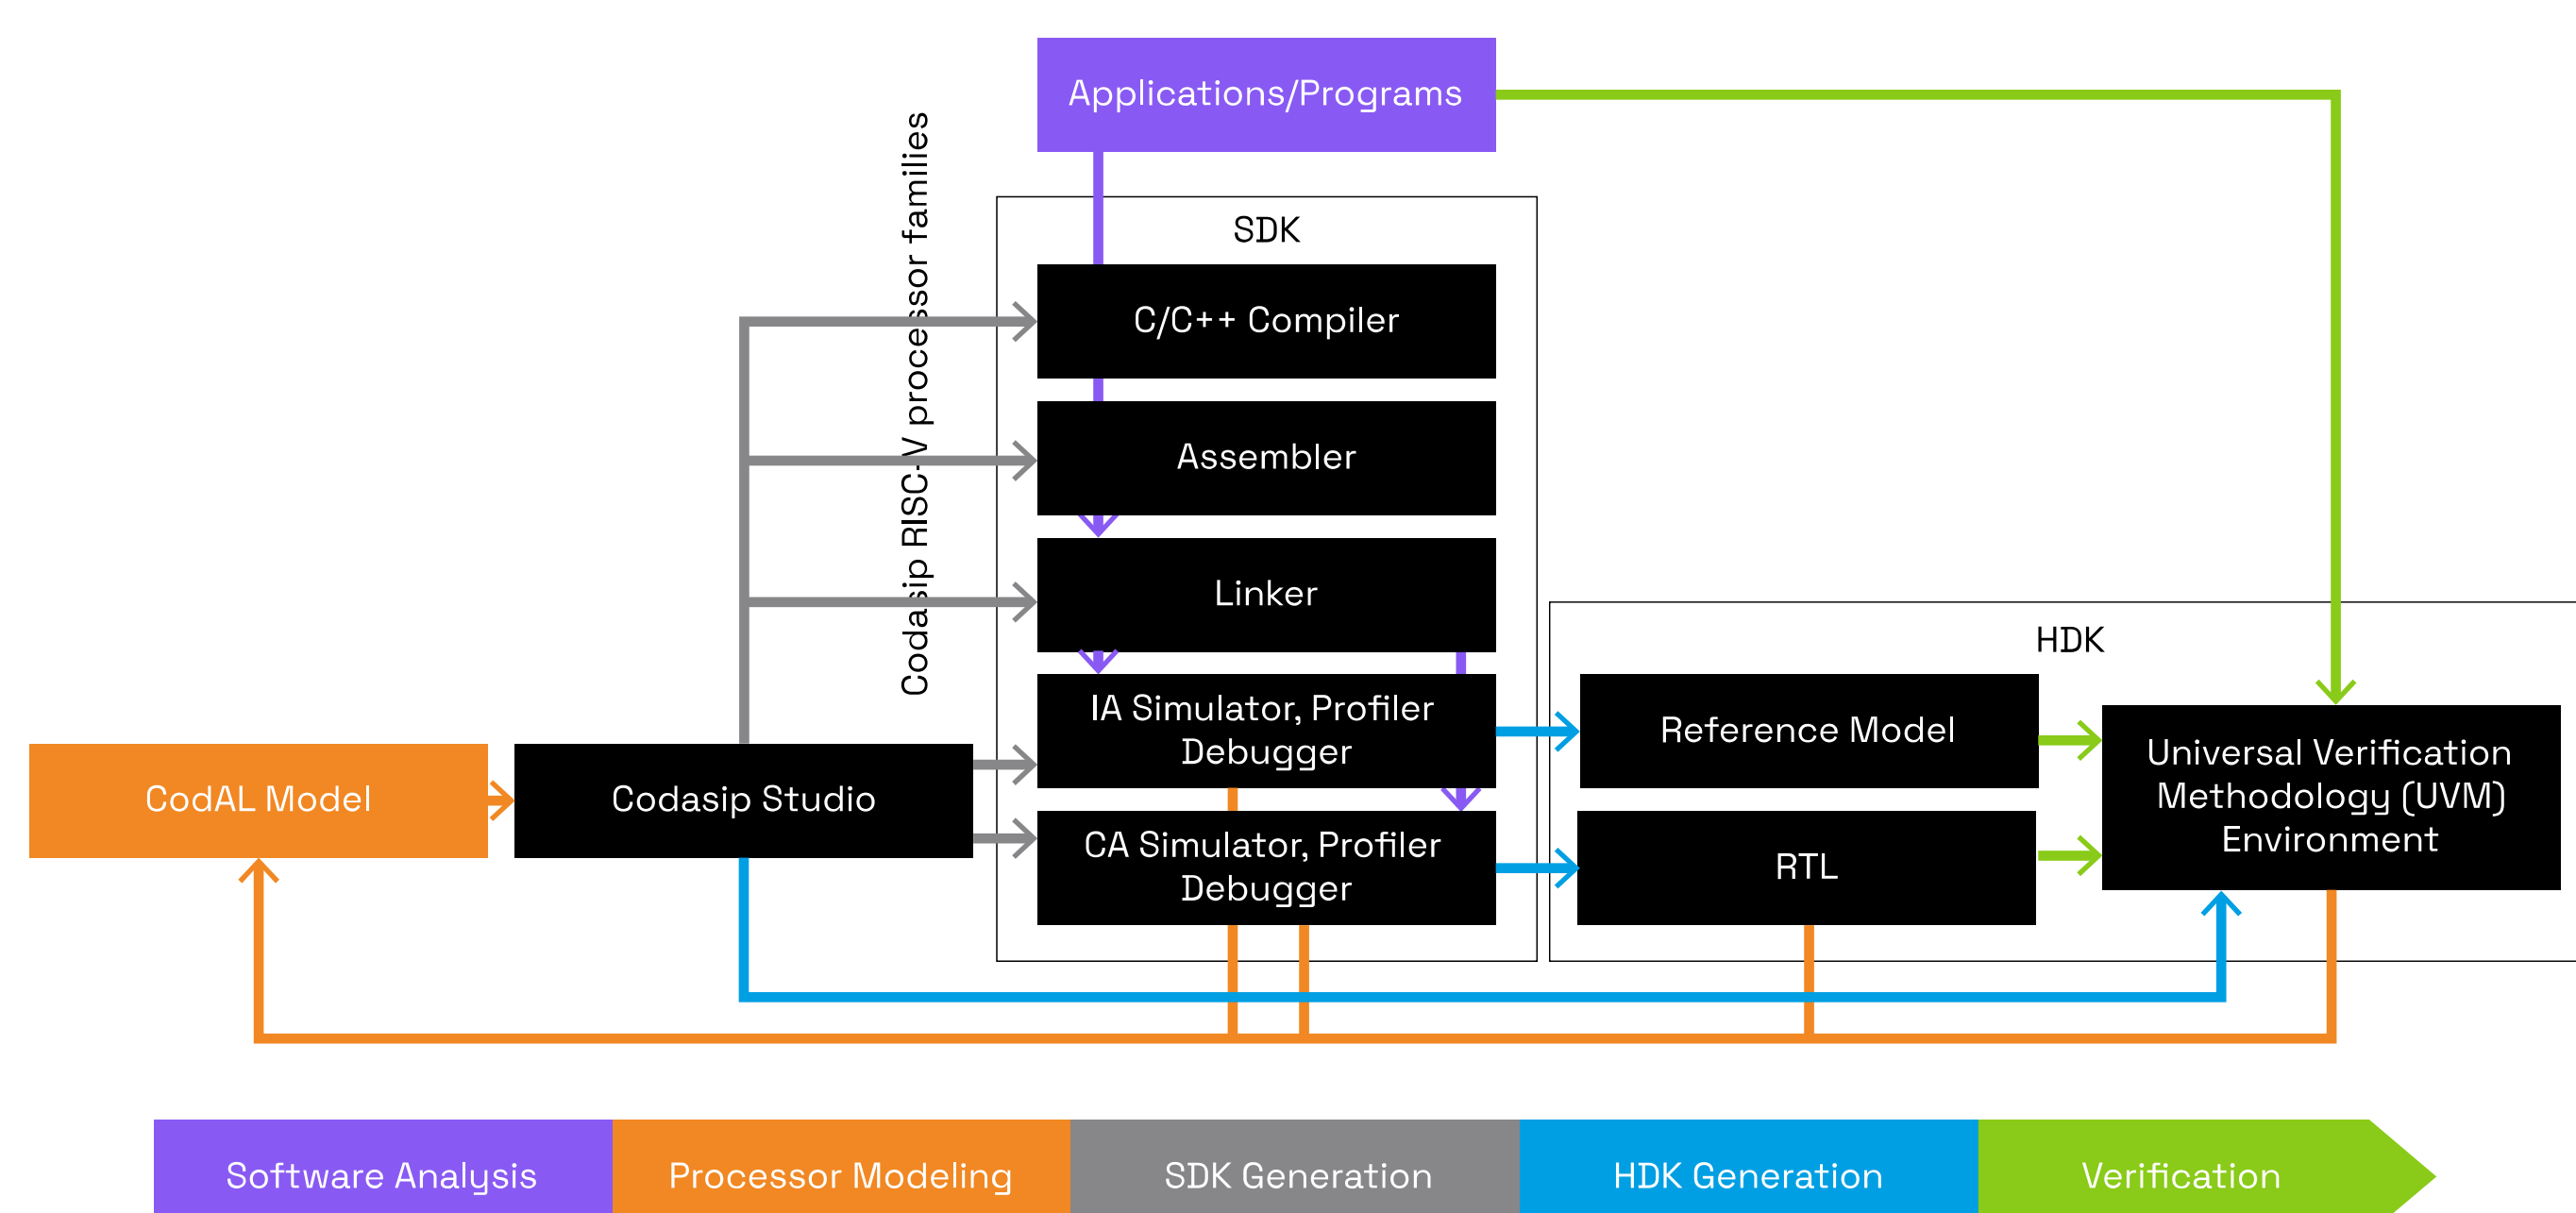 Applications/Programs
Codasip RISC-V processor families
SDK
C/C++ Compiler
Assembler
Linker
HDK
IA Simulator, Profiler
Debugger
Reference Model
Universal Verification
Methodology (UVM)
Environment
CodAL Model
Codasip Studio
CA Simulator, Profiler
Debugger
RTL
Software Analysis
Processor Modeling
SDK Generation
HDK Generation
Verification